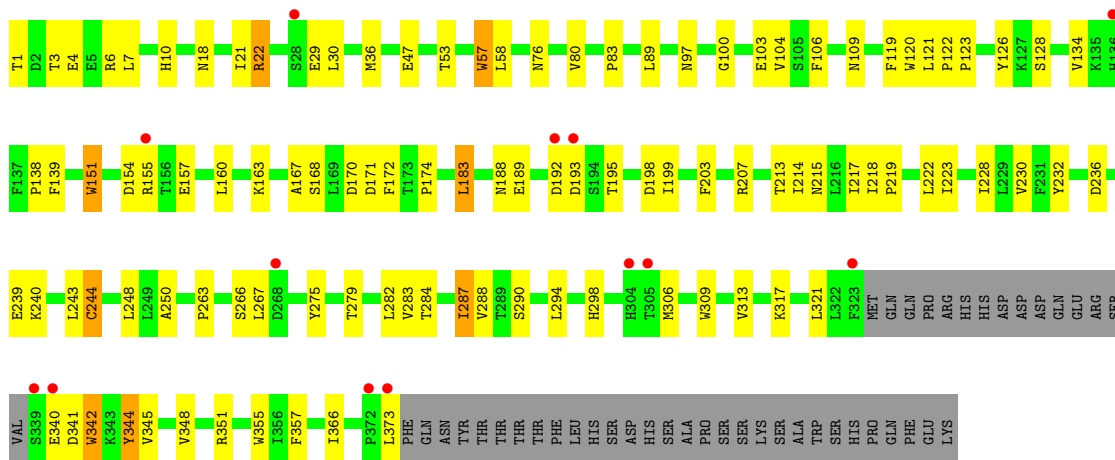 T1 D2 T3 E4 E5 R6 L7 H10 N18 I21 R22 S28 E29 L30 M36 E47 T53 W57 L58 N76 V80 P83 L89 N97 G100 E103 V104 S105 F106 N109 F119 W120 L121 P122 P123 Y126 K127 S128 V134 K135 H136
F137 P138 F139 W151 D154 R155 T156 E157 L160 K163 A167 S168 L169 D170 D171 F172 T173 P174 L183 N188 E189 D192 D193 S194 T195 D198 I199 F203 R207 T213 I214 N215 L216 T217 I218 P219 L222 I223 I228 L229 V230 F231 Y232 D236
E239 K240 L243 C244 L248 L249 A250 P263 S266 L267 D268 Y275 T279 L282 V283 T284 I287 V288 T289 S290 L294 H298 H304 T305 M306 W309 V313 K317 L321 L322 F323 MET GLN GLN PRO ARG HIS HIS ASP ASP ASP GLN GLU ARG SER
VAL S339 E340 D341 W342 K343 Y344 V345 V348 R351 W355 I356 F357 I366 P372 L373 PHE GLN ASN TYR THR THR THR THR PHE LEU HIS SER ASP HIS SER ALA PRO SER SER LYS SER ALA TRP SER HIS PRO GLN PHE GLU LYS